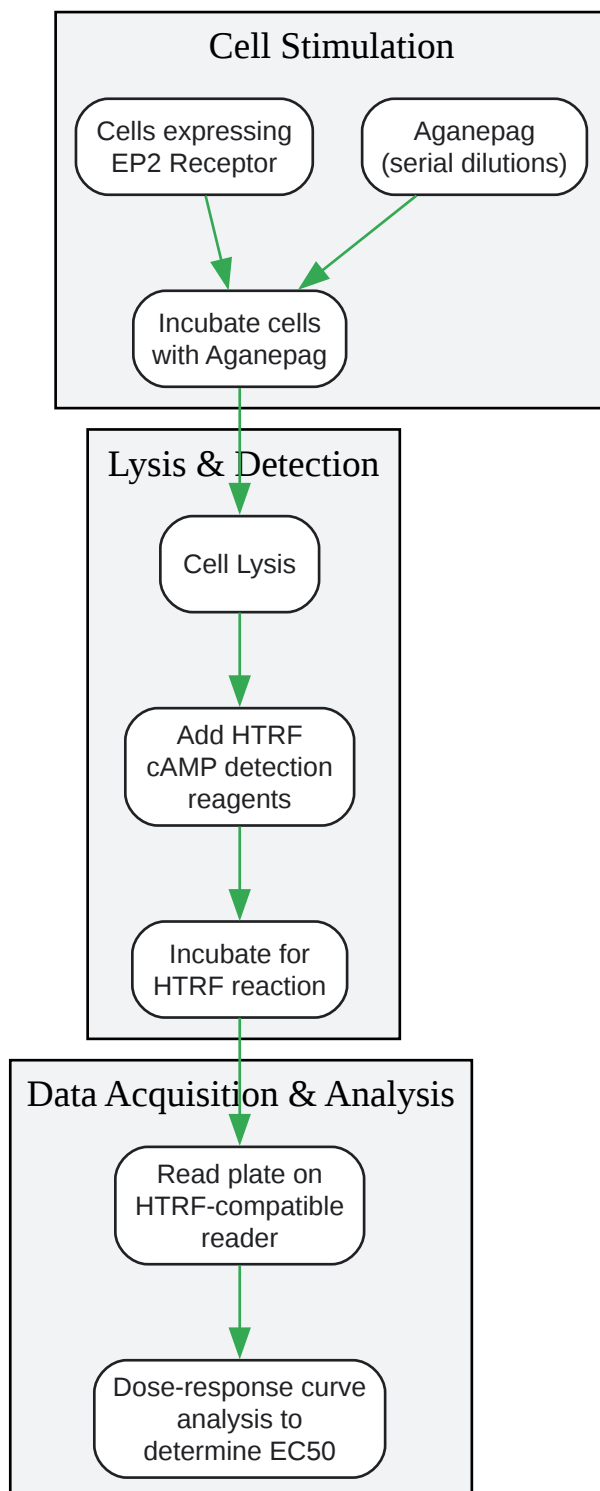 Cell Stimulation
Cells expressing
EP2 Receptor
Aganepag
(serial dilutions)
Incubate cells
with Aganepag
Lysis & Detection
Cell Lysis
Add HTRF
cAMP detection
reagents
Incubate for
HTRF reaction
Data Acquisition & Analysis
Read plate on
HTRF-compatible
reader
Dose-response curve
analysis to
determine EC50